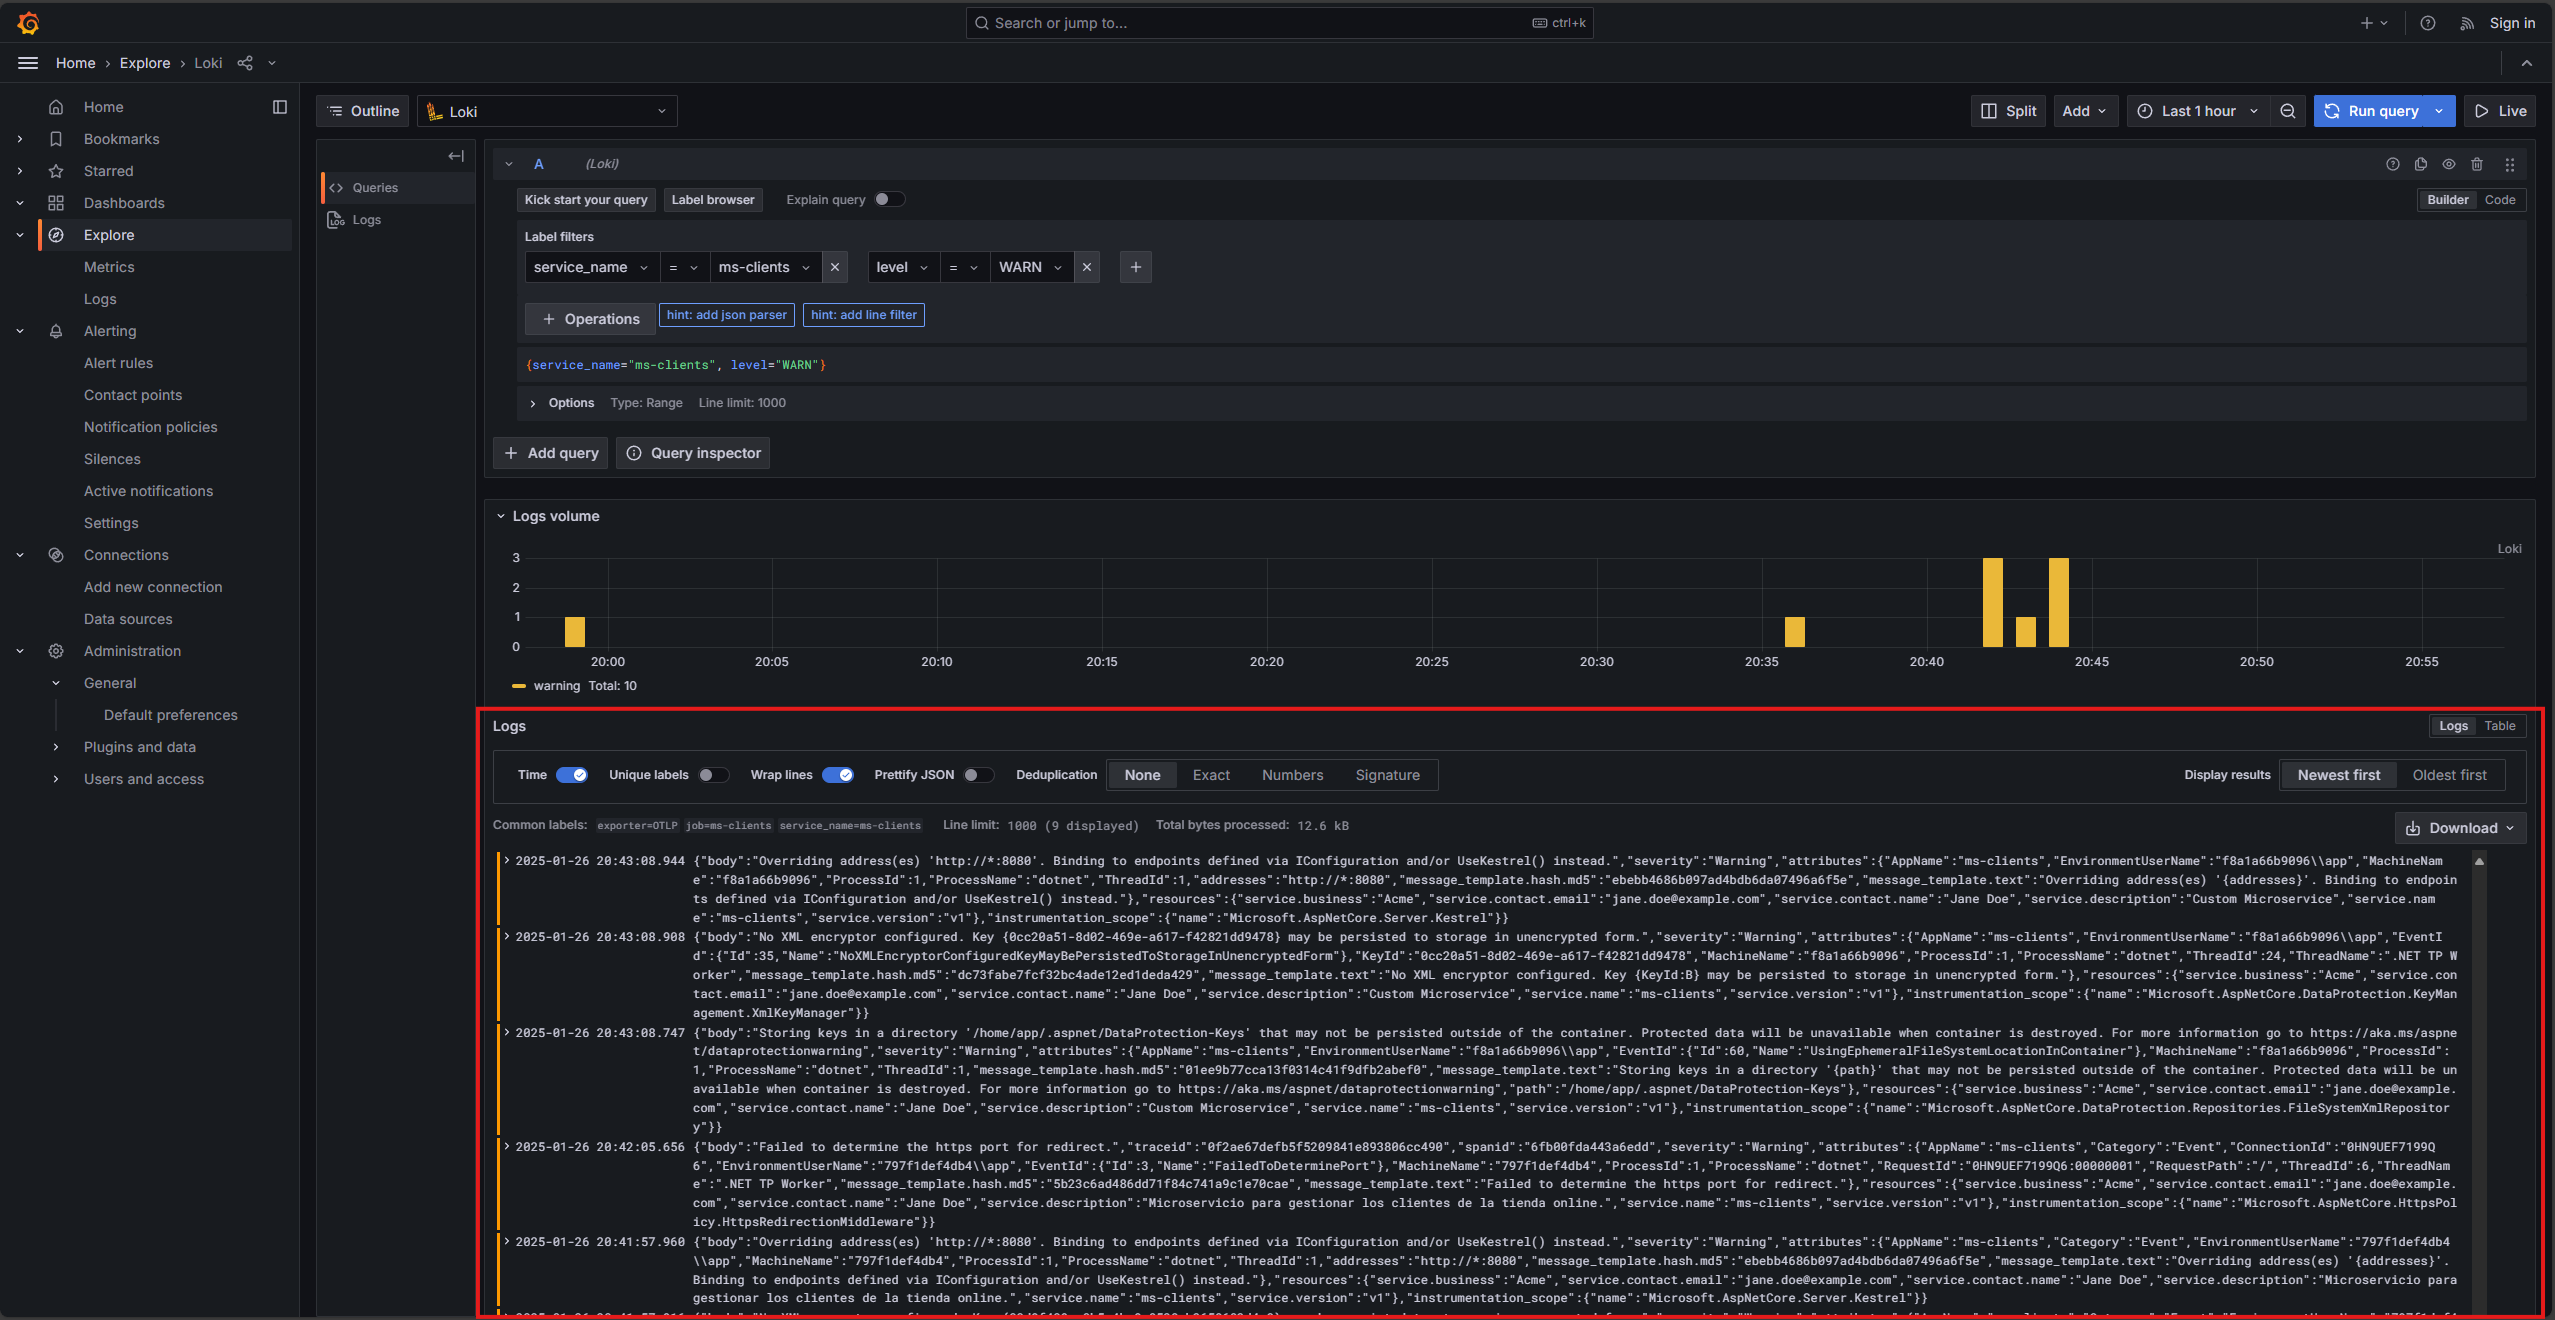 Search or jump to... ctrl+k Sign in
Home › Explore › Loki
Home
Bookmarks
Starred
Dashboards
Explore
Metrics
Logs
Alerting
Alert rules
Contact points
Notification policies
Silences
Active notifications
Settings
Connections
Add new connection
Data sources
Administration
General
Default preferences
Plugins and data
Users and access
Outline Loki Split Add Last 1 hour Run query Live
Queries
Logs
A (Loki)
Kick start your query Label browser Explain query Builder Code
Label filters
service_name = ms-clients level = WARN
Operations hint: add json parser hint: add line filter
{service_name="ms-clients", level="WARN"}
Options Type: Range Line limit: 1000
Add query Query inspector
Logs volume
Loki
3
2
1
0
20:00 20:05 20:10 20:15 20:20 20:25 20:30 20:35 20:40 20:45 20:50 20:55
warning Total: 10
Logs Logs Table
Time Unique labels Wrap lines Prettify JSON Deduplication None Exact Numbers Signature Display results Newest first Oldest first
Common labels: exporter=OTLP job=ms-clients service_name=ms-clients Line limit: 1000 (9 displayed) Total bytes processed: 12.6 kB Download
2025-01-26 20:43:08.944 {"body":"Overriding address(es) 'http://*:8080'. Binding to endpoints defined via IConfiguration and/or UseKestrel() instead.","severity":"Warning","attributes":{"AppName":"ms-clients","EnvironmentUserName":"f8a1a66b9096\\app","MachineNam
e":"f8a1a66b9096","ProcessId":1,"ProcessName":"dotnet","ThreadId":1,"addresses":"http://*:8080","message_template.hash.md5":"ebebb4686b097ad4bdb6da07496a6f5e","message_template.text":"Overriding address(es) '{addresses}'. Binding to endpoin
ts defined via IConfiguration and/or UseKestrel() instead."},"resources":{"service.business":"Acme","service.contact.email":"jane.doe@example.com","service.contact.name":"Jane Doe","service.description":"Custom Microservice","service.nam
e":"ms-clients","service.version":"v1"},"instrumentation_scope":{"name":"Microsoft.AspNetCore.Server.Kestrel"}}
2025-01-26 20:43:08.908 {"body":"No XML encryptor configured. Key {0cc20a51-8d02-469e-a617-f42821dd9478} may be persisted to storage in unencrypted form.","severity":"Warning","attributes":{"AppName":"ms-clients","EnvironmentUserName":"f8a1a66b9096\\app","EventI
d":{"Id":35,"Name":"NoXMLEncryptorConfiguredKeyMayBePersistedToStorageInUnencryptedForm"},"KeyId":"0cc20a51-8d02-469e-a617-f42821dd9478","MachineName":"f8a1a66b9096","ProcessId":1,"ProcessName":"dotnet","ThreadId":24,"ThreadName":".NET TP W
orker","message_template.hash.md5":"dc73fabe7fcf32bc4ade12ed1deda429","message_template.text":"No XML encryptor configured. Key {KeyId:B} may be persisted to storage in unencrypted form."},"resources":{"service.business":"Acme","service.con
tact.email":"jane.doe@example.com","service.contact.name":"Jane Doe","service.description":"Custom Microservice","service.name":"ms-clients","service.version":"v1"},"instrumentation_scope":{"name":"Microsoft.AspNetCore.DataProtection.KeyMan
agement.XmlKeyManager"}}
2025-01-26 20:43:08.747 {"body":"Storing keys in a directory '/home/app/.aspnet/DataProtection-Keys' that may not be persisted outside of the container. Protected data will be unavailable when container is destroyed. For more information go to https://aka.ms/aspne
t/dataprotectionwarning","severity":"Warning","attributes":{"AppName":"ms-clients","EnvironmentUserName":"f8a1a66b9096\\app","EventId":{"Id":60,"Name":"UsingEphemeralFileSystemLocationInContainer"},"MachineName":"f8a1a66b9096","ProcessId":
1,"ProcessName":"dotnet","ThreadId":1,"message_template.hash.md5":"01ee9b77cca13f0314c41f9dfb2abef0","message_template.text":"Storing keys in a directory '{path}' that may not be persisted outside of the container. Protected data will be un
available when container is destroyed. For more information go to https://aka.ms/aspnet/dataprotectionwarning","path":"/home/app/.aspnet/DataProtection-Keys"},"resources":{"service.business":"Acme","service.contact.email":"jane.doe@example.
com","service.contact.name":"Jane Doe","service.description":"Custom Microservice","service.name":"ms-clients","service.version":"v1"},"instrumentation_scope":{"name":"Microsoft.AspNetCore.DataProtection.Repositories.FileSystemXmlRepositor
y"}}
2025-01-26 20:42:05.656 {"body":"Failed to determine the https port for redirect.","traceid":"0f2ae67defb5f5209841e893806cc490","spanid":"6fb00fda443a6edd","severity":"Warning","attributes":{"AppName":"ms-clients","Category":"Event","ConnectionId":"0HN9UEF7199Q
6","EnvironmentUserName":"797f1def4db4\\app","EventId":{"Id":3,"Name":"FailedToDeterminePort"},"MachineName":"797f1def4db4","ProcessId":1,"ProcessName":"dotnet","RequestId":"0HN9UEF7199Q6:00000001","RequestPath":"/","ThreadId":6,"ThreadNam
e":".NET TP Worker","message_template.hash.md5":"5b23c6ad486dd71f84c741a9c1e70cae","message_template.text":"Failed to determine the https port for redirect."},"resources":{"service.business":"Acme","service.contact.email":"jane.doe@example.
com","service.contact.name":"Jane Doe","service.description":"Microservicio para gestionar los clientes de la tienda online.","service.name":"ms-clients","service.version":"v1"},"instrumentation_scope":{"name":"Microsoft.AspNetCore.HttpsPol
icy.HttpsRedirectionMiddleware"}}
2025-01-26 20:41:57.960 {"body":"Overriding address(es) 'http://*:8080'. Binding to endpoints defined via IConfiguration and/or UseKestrel() instead.","severity":"Warning","attributes":{"AppName":"ms-clients","Category":"Event","EnvironmentUserName":"797f1def4db4
\\app","MachineName":"797f1def4db4","ProcessId":1,"ProcessName":"dotnet","ThreadId":1,"addresses":"http://*:8080","message_template.hash.md5":"ebebb4686b097ad4bdb6da07496a6f5e","message_template.text":"Overriding address(es) '{addresses}'.
Binding to endpoints defined via IConfiguration and/or UseKestrel() instead."},"resources":{"service.business":"Acme","service.contact.email":"jane.doe@example.com","service.contact.name":"Jane Doe","service.description":"Microservicio para
gestionar los clientes de la tienda online.","service.name":"ms-clients","service.version":"v1"},"instrumentation_scope":{"name":"Microsoft.AspNetCore.Server.Kestrel"}}